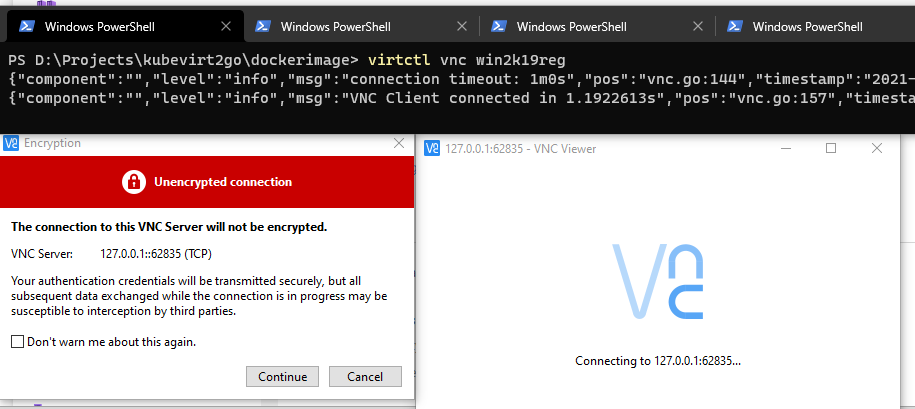 Windows PowerShell
Windows PowerShell
Windows PowerShell
Windows PowerShell
PS D:\Projects\kubevirt2go\dockerimage> virtctl vnc win2k19reg
{"component":"","level":"info","msg":"connection timeout: 1m0s","pos":"vnc.go:144","timestamp":"2021-
{"component":"","level":"info","msg":"VNC Client connected in 1.1922613s","pos":"vnc.go:157","timesta
Encryption
Unencrypted connection
The connection to this VNC Server will not be encrypted.
VNC Server: 127.0.0.1::62835 (TCP)
Your authentication credentials will be transmitted securely, but all
subsequent data exchanged while the connection is in progress may be
susceptible to interception by third parties.
Don't warn me about this again.
Continue
Cancel
127.0.0.1:62835 - VNC Viewer
Connecting to 127.0.0.1:62835...